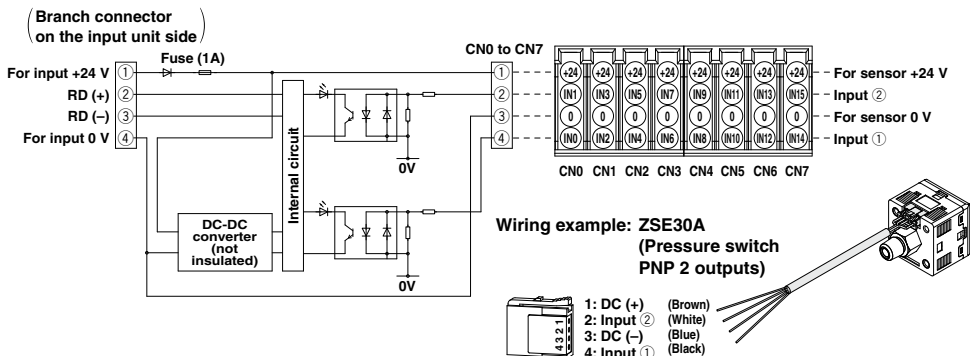 (Branch connector
on the input unit side)
Fuse (1A)
For input +24 V ①
RD (+) ②
RD (–) ③
For input 0 V ④
DC-DC
converter
(not
insulated)
Internal circuit
0V
0V
CN0 to CN7
①
②
③
④
+24 +24 +24 +24 +24 +24 +24 +24 For sensor +24 V
IN1 IN3 IN5 IN7 IN9 IN11 IN13 IN15 Input ②
0 0 0 0 0 0 0 0 For sensor 0 V
IN0 IN2 IN4 IN6 IN8 IN10 IN12 IN14 Input ①
CN0 CN1 CN2 CN3 CN4 CN5 CN6 CN7
Wiring example: ZSE30A
(Pressure switch
PNP 2 outputs)
4 3 2 1
1: DC (+) (Brown)
2: Input ② (White)
3: DC (–) (Blue)
4: Input ① (Black)